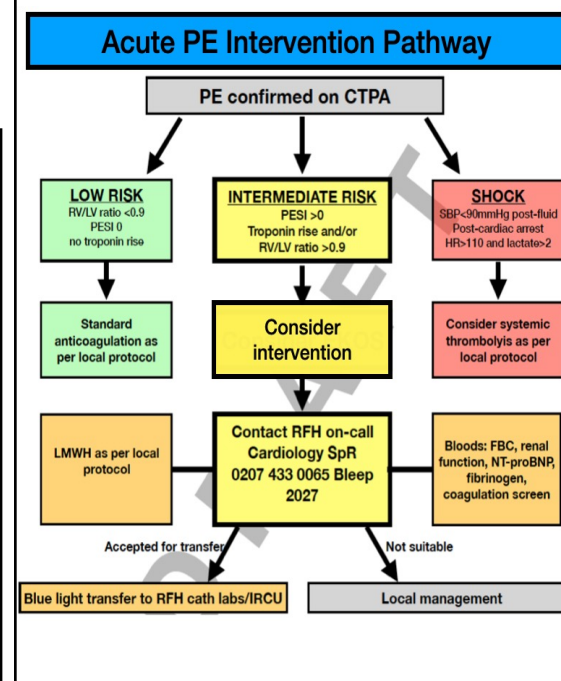 Acute PE Intervention Pathway
PE confirmed on CTPA
LOW RISK
RV/LV ratio <0.9
PESI 0
no troponin rise
INTERMEDIATE RISK
PESI >0
Troponin rise and/or
RV/LV ratio >0.9
SHOCK
SBP<90mmHg post-fluid
Post-cardiac arrest
HR>110 and lactate>2
Standard
anticoagulation as
per local protocol
Consider
intervention
Consider systemic
thrombolyis as per
local protocol
LMWH as per local
protocol
Contact RFH on-call
Cardiology SpR
0207 433 0065 Bleep
2027
Bloods: FBC, renal
function, NT-proBNP,
fibrinogen,
coagulation screen
Accepted for transfer
Not suitable
Blue light transfer to RFH cath labs/IRCU
Local management
DRAFT